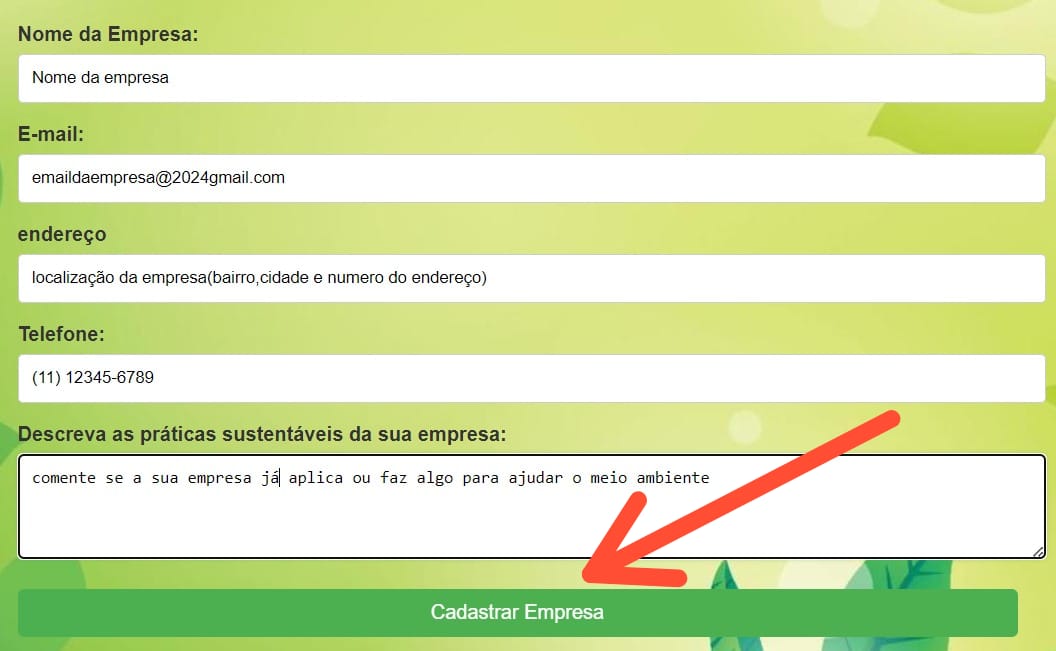 Nome da Empresa:
Nome da empresa
E-mail:
emaildaempresa@2024gmail.com
endereço
localização da empresa(bairro,cidade e numero do endereço)
Telefone:
(11) 12345-6789
Descreva as práticas sustentáveis da sua empresa:
comente se a sua empresa já aplica ou faz algo para ajudar o meio ambiente
Cadastrar Empresa